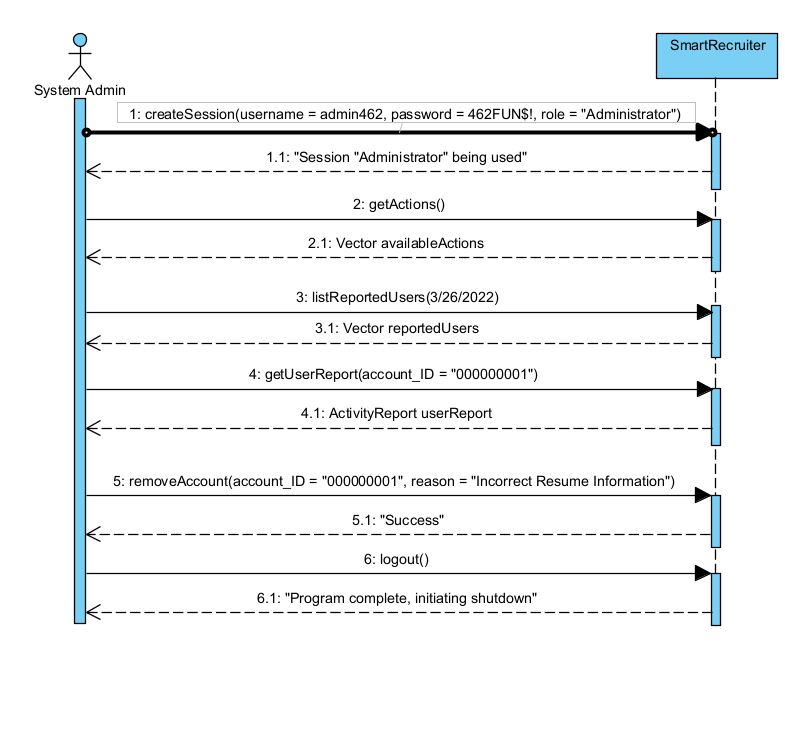 SmartRecruiter
System Admin
1: createSession(username = admin462, password = 462FUN$!, role = "Administrator")
1.1: "Session "Administrator" being used"
2: getActions()
2.1: Vector availableActions
3: listReportedUsers(3/26/2022)
3.1: Vector reportedUsers
4: getUserReport(account_ID = "000000001")
4.1: ActivityReport userReport
5: removeAccount(account_ID = "000000001", reason = "Incorrect Resume Information")
5.1: "Success"
6: logout()
6.1: "Program complete, initiating shutdown"